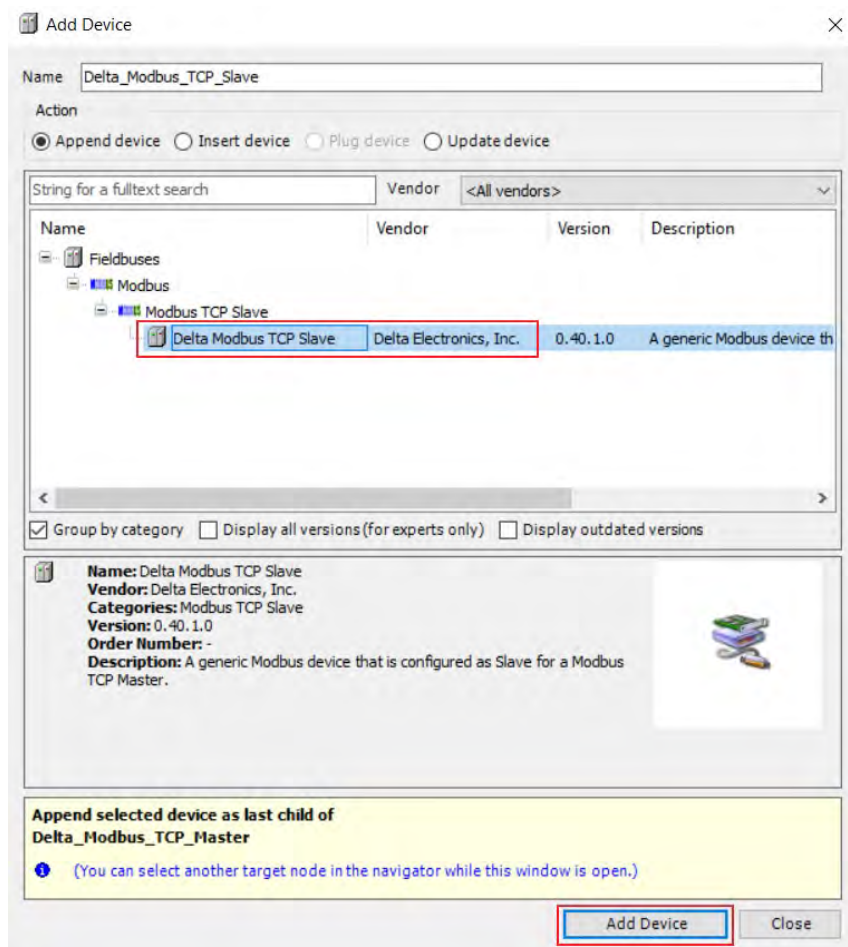 Add Device
Name Delta_Modbus_TCP_Slave
Action
Append device Insert device Plug device Update device
String for a fulltext search Vendor <All vendors>
Name Vendor Version Description
Fieldbuses
Modbus
Modbus TCP Slave
Delta Modbus TCP Slave Delta Electronics, Inc. 0.40.1.0 A generic Modbus device th
Group by category Display all versions (for experts only) Display outdated versions
Name: Delta Modbus TCP Slave
Vendor: Delta Electronics, Inc.
Categories: Modbus TCP Slave
Version: 0.40.1.0
Order Number: -
Description: A generic Modbus device that is configured as Slave for a Modbus
TCP Master.
Append selected device as last child of
Delta_Modbus_TCP_Master
(You can select another target node in the navigator while this window is open.)
Add Device Close